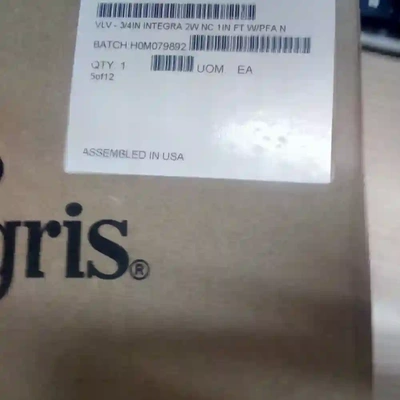 VLV - 3/4IN INTEGRA 2W NC 1IN FT W/PFA N
BATCH H0M079892
QTY 1 UOM EA
5of12
ASSEMBLED IN USA
gris®